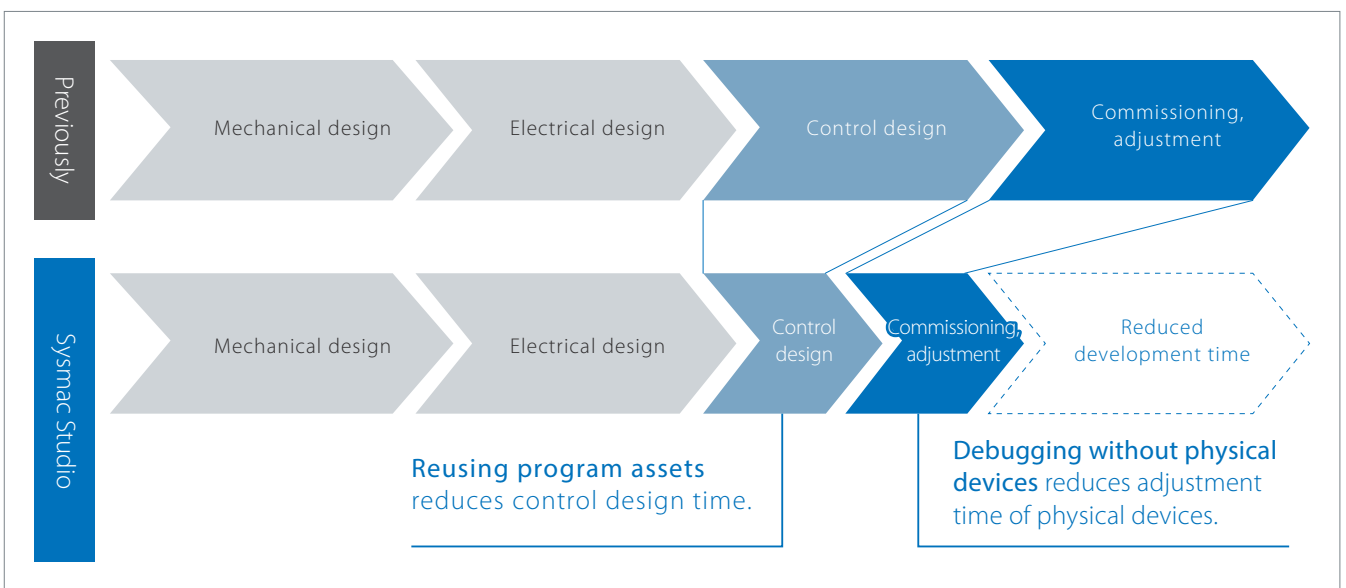 Previously
Mechanical design
Electrical design
Control design
Commissioning,
adjustment
Sysmac Studio
Mechanical design
Electrical design
Control
design
Commissioning,
adjustment
Reduced
development time
Reusing program assets
reduces control design time.
Debugging without physical
devices reduces adjustment
time of physical devices.